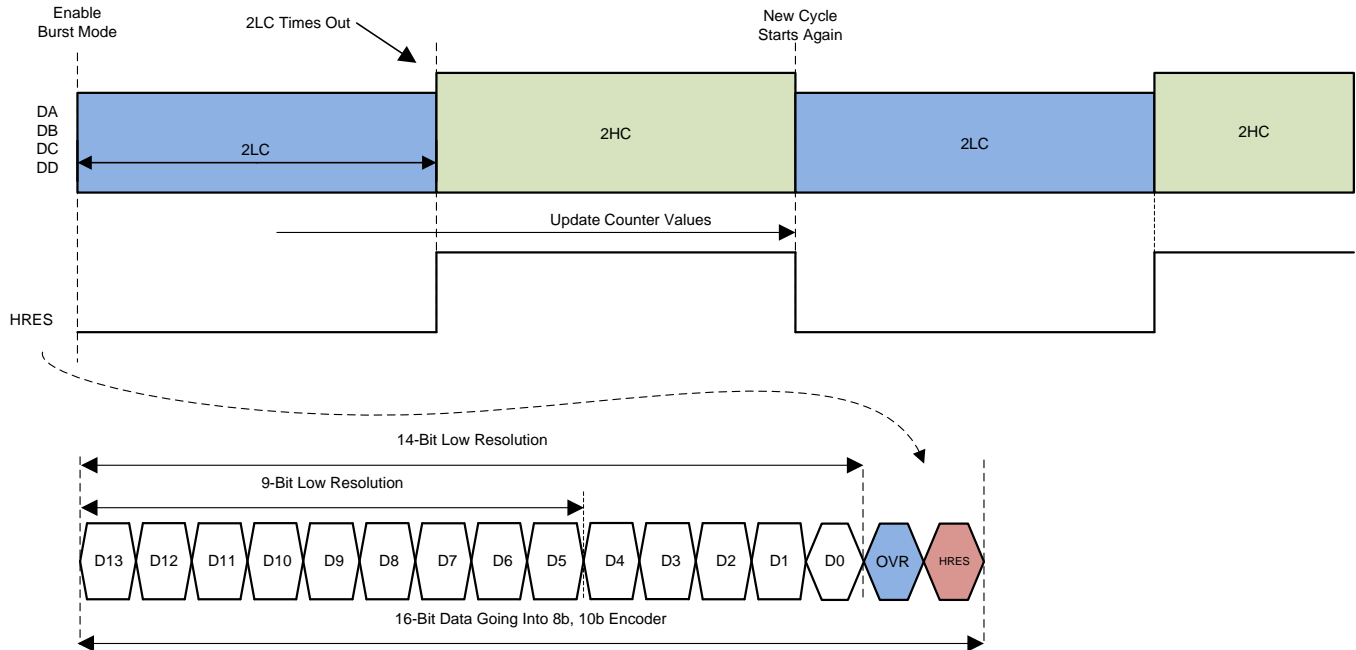 Enable
Burst Mode
2LC Times Out
New Cycle
Starts Again
DA
DB
DC
DD
2LC
2HC
2LC
2HC
Update Counter Values
HRES
14-Bit Low Resolution
9-Bit Low Resolution
D13 D12 D11 D10 D9 D8 D7 D6 D5 D4 D3 D2 D1 D0 OVR HRES
16-Bit Data Going Into 8b, 10b Encoder